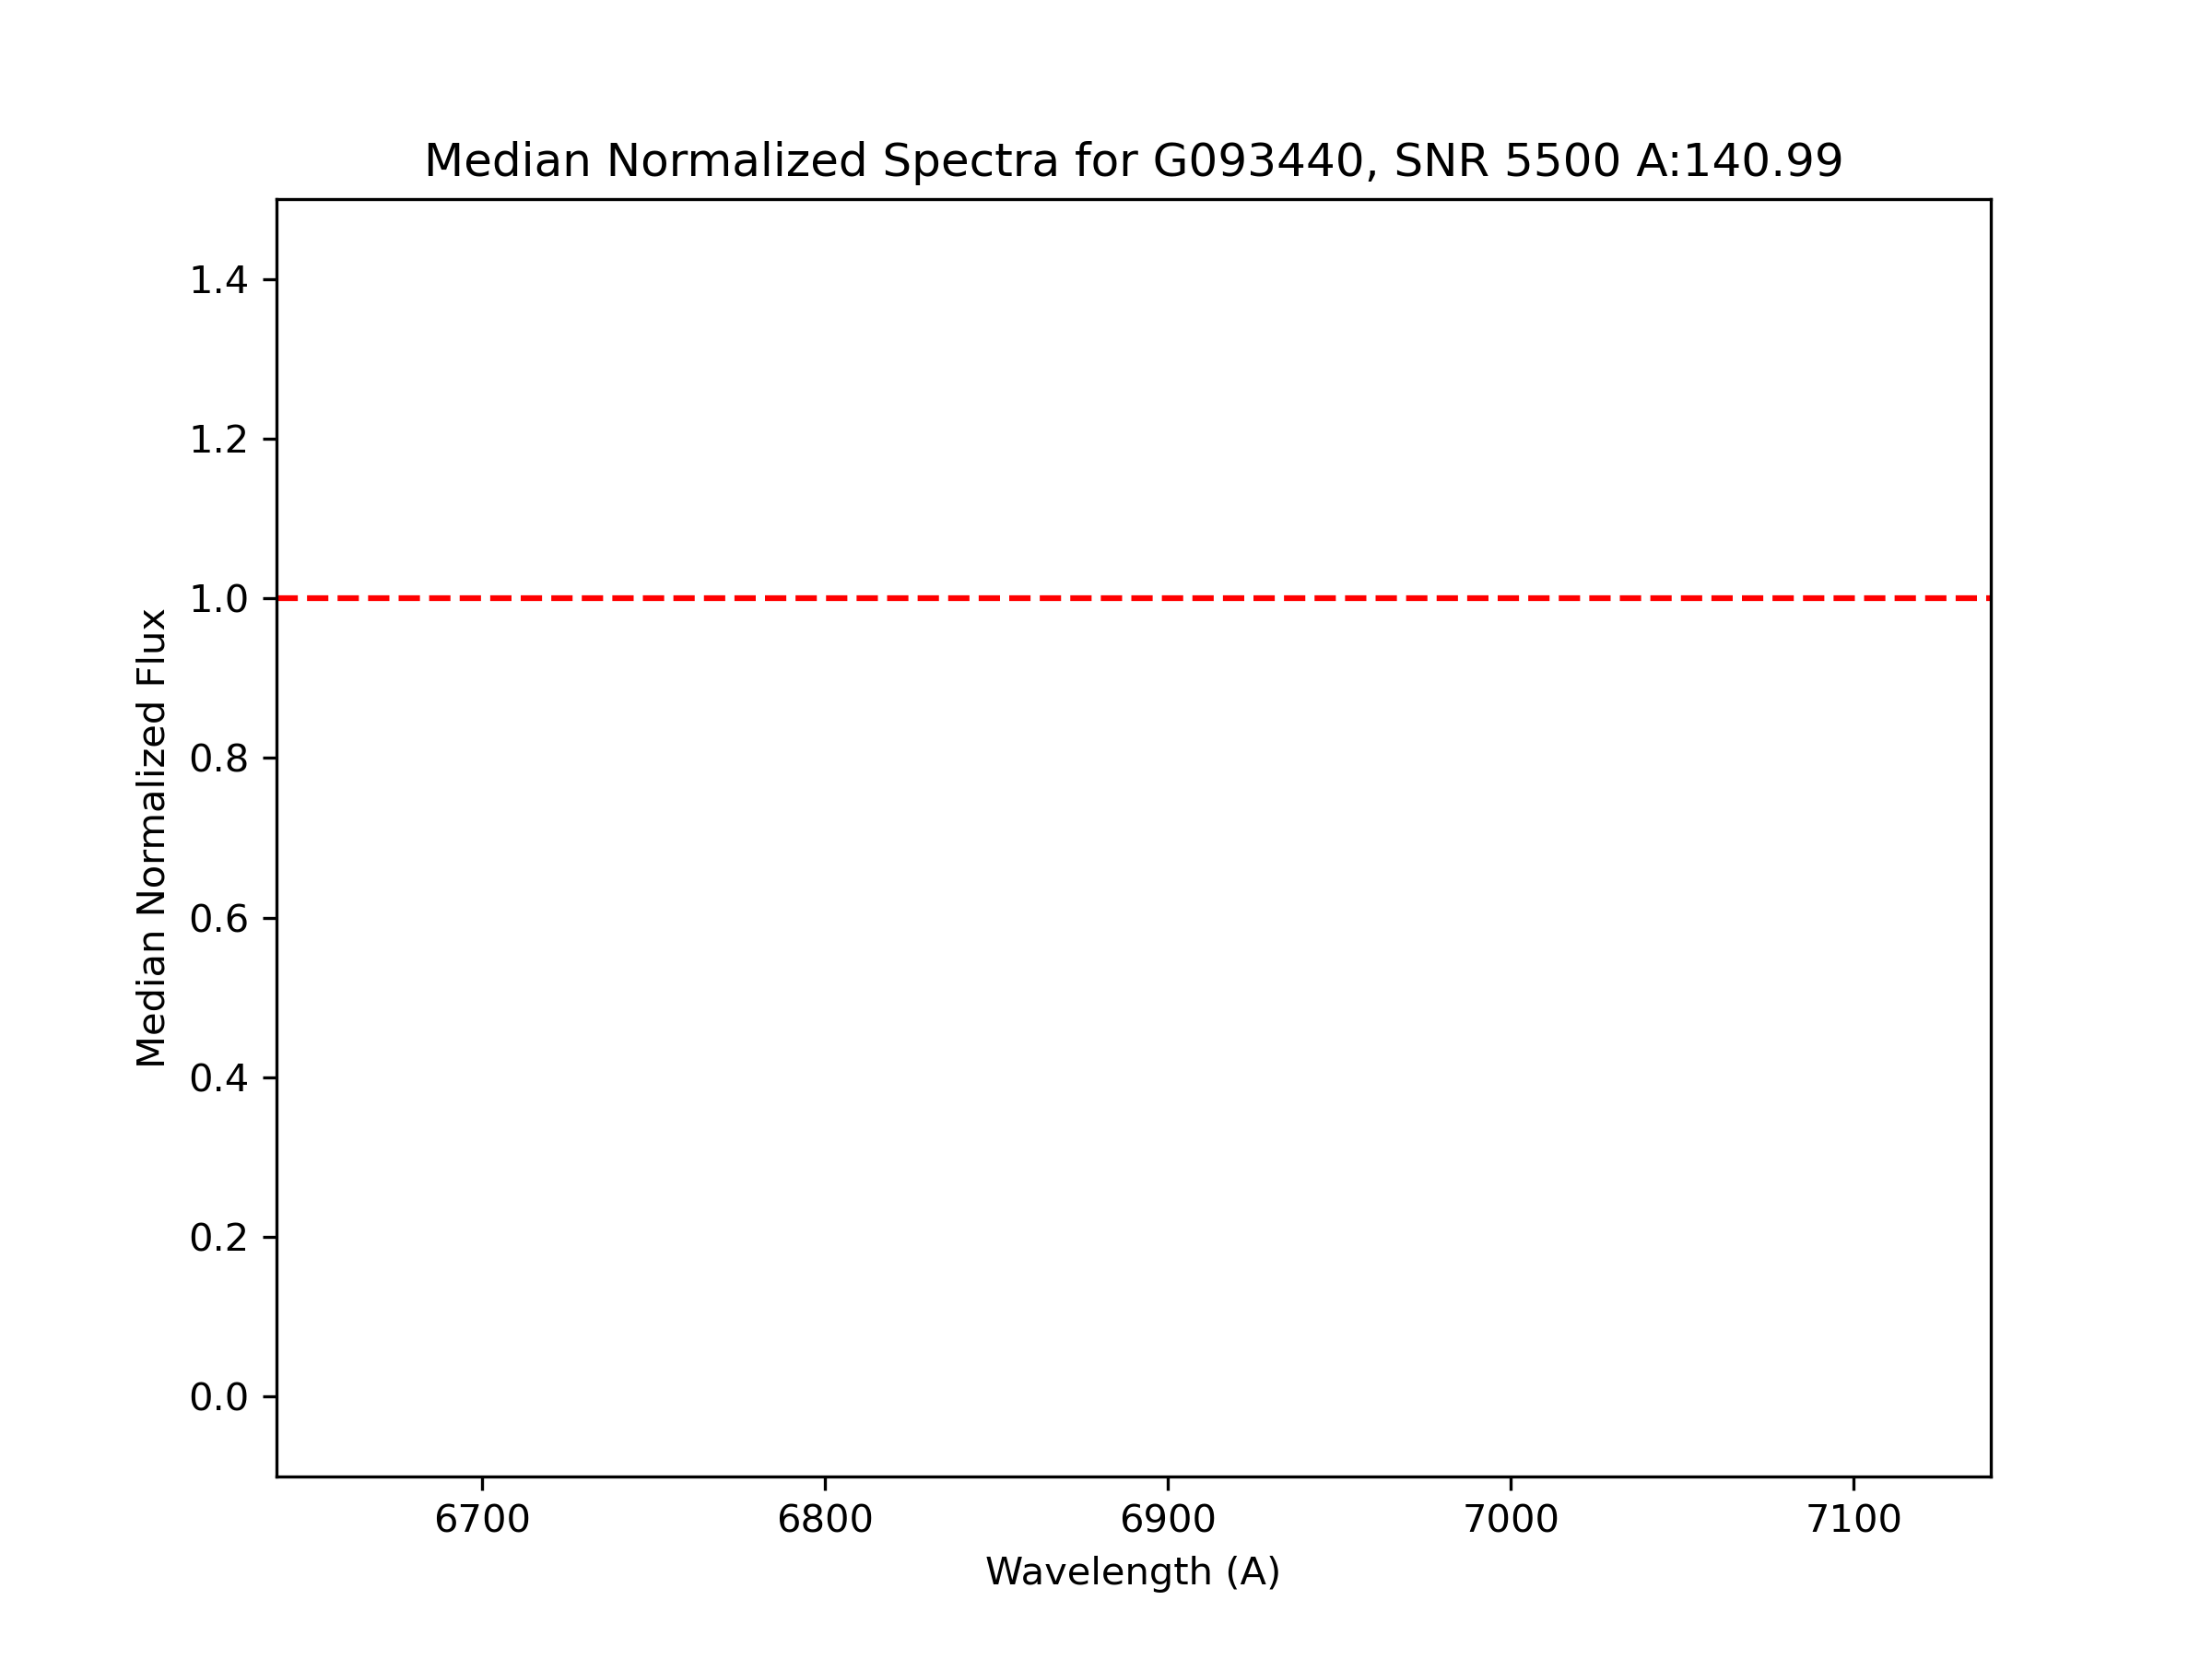 Median Normalized Spectra for G093440, SNR 5500 A:140.99
Median Normalized Flux
1.4
1.2
1.0
0.8
0.6
0.4
0.2
0.0
6700 6800 6900 7000 7100
Wavelength (A)